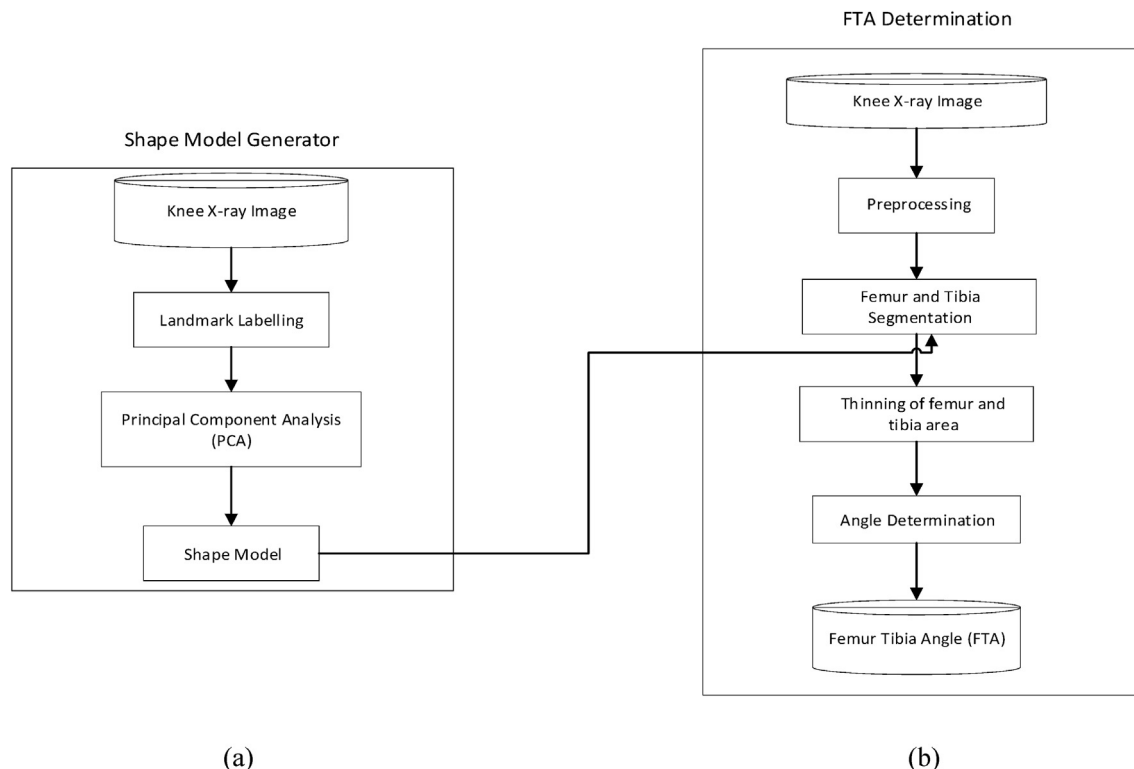 Shape Model Generator
Knee X-ray Image
Landmark Labelling
Principal Component Analysis
(PCA)
Shape Model
(a)
FTA Determination
Knee X-ray Image
Preprocessing
Femur and Tibia
Segmentation
Thinning of femur and
tibia area
Angle Determination
Femur Tibia Angle (FTA)
(b)